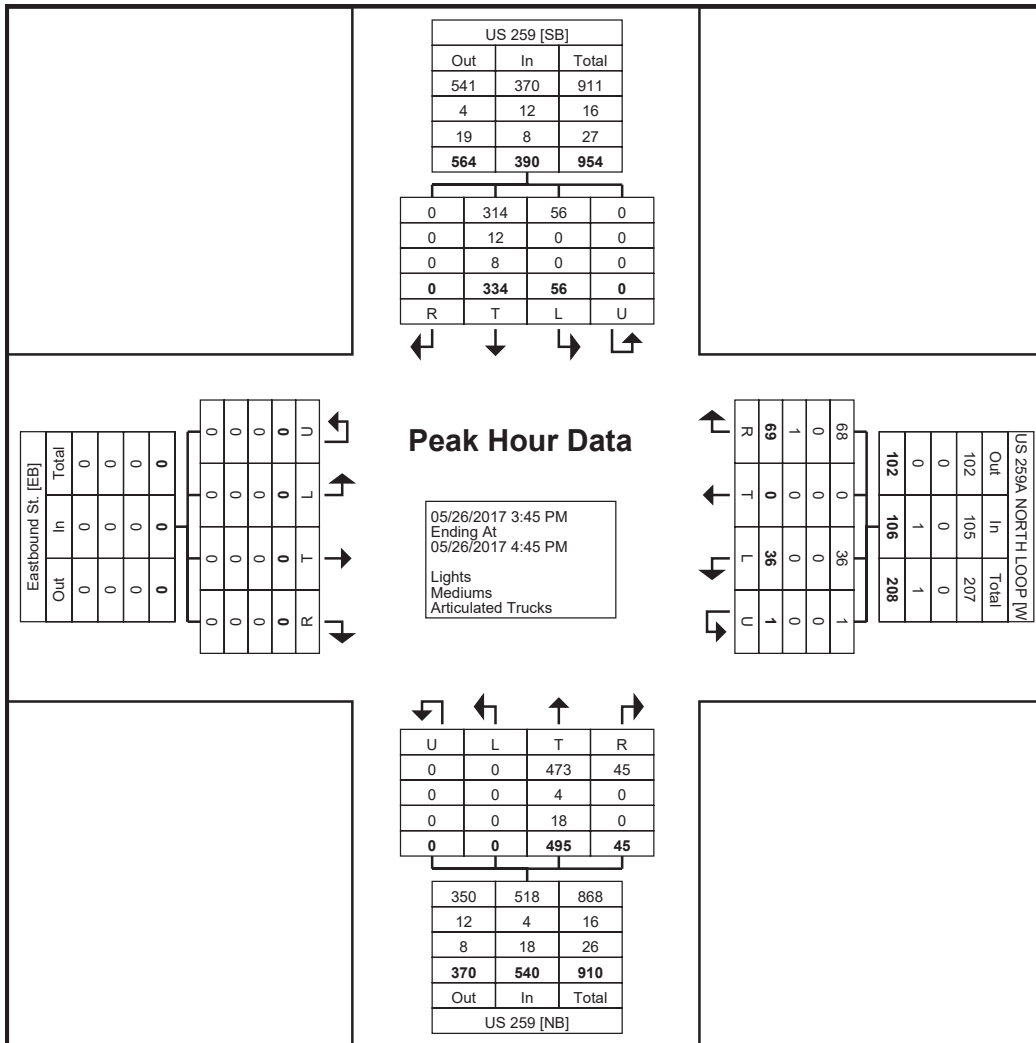 US 259 [SB]
Out In Total
541 370 911
4 12 16
19 8 27
564 390 954
0 314 56 0
0 12 0 0
0 8 0 0
0 334 56 0
R T L U
Eastbound St. [EB]
Total In Out
0 0 0
0 0 0
0 0 0
0 0 0
0 0 0 0
0 0 0 0
0 0 0 0
0 0 0 0
U L T R
Peak Hour Data
05/26/2017 3:45 PM
Ending At
05/26/2017 4:45 PM
Lights
Mediums
Articulated Trucks
US 259A NORTH LOOP [W
Out In Total
102 105 207
0 0 0
0 1 1
102 106 208
68 0 36 1
0 0 0 0
1 0 0 0
69 0 36 1
R T L U
U L T R
0 0 473 45
0 0 4 0
0 0 18 0
0 0 495 45
350 518 868
12 4 16
8 18 26
370 540 910
Out In Total
US 259 [NB]